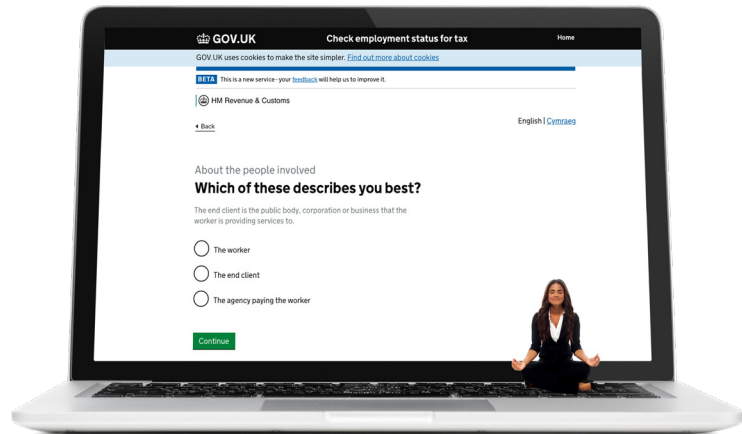 GOV.UK Check employment status for tax Home
GOV.UK uses cookies to make the site simpler. Find out more about cookies
BETA This is a new service - your feedback will help us to improve it.
HM Revenue & Customs
Back English | Cymraeg
About the people involved
Which of these describes you best?
The end client is the public body, corporation or business that the
worker is providing services to.
The worker
The end client
The agency paying the worker
Continue